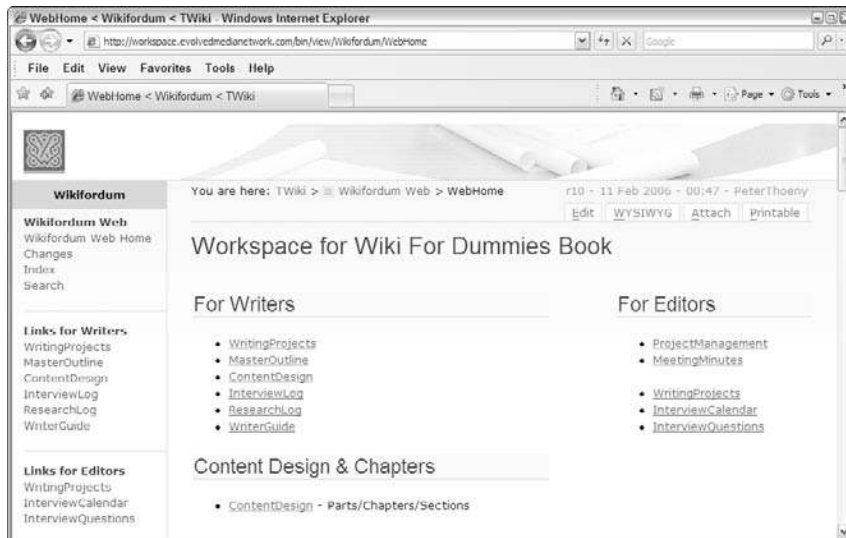 WebHome < Wikifordum < TWiki - Windows Internet Explorer
http://workspace.evolvedmedianetwork.com/bin/view/Wikifordum/WebHome
Google
File Edit View Favorites Tools Help
WebHome < Wikifordum < TWiki
Page Tools
Wikifordum
You are here: TWiki > Wikifordum Web > WebHome
r10 - 11 Feb 2006 - 00:47 - PeterThoeny
Edit WYSIWYG Attach Printable
Wikifordum Web
Wikifordum Web Home
Changes
Index
Search
Links for Writers
WritingProjects
MasterOutline
ContentDesign
InterviewLog
ResearchLog
WriterGuide
Links for Editors
WritingProjects
InterviewCalendar
InterviewQuestions
Workspace for Wiki For Dummies Book
For Writers
• WritingProjects
• MasterOutline
• ContentDesign
• InterviewLog
• ResearchLog
• WriterGuide
For Editors
• ProjectManagement
• MeetingMinutes
• WritingProjects
• InterviewCalendar
• InterviewQuestions
Content Design & Chapters
• ContentDesign - Parts/Chapters/Sections